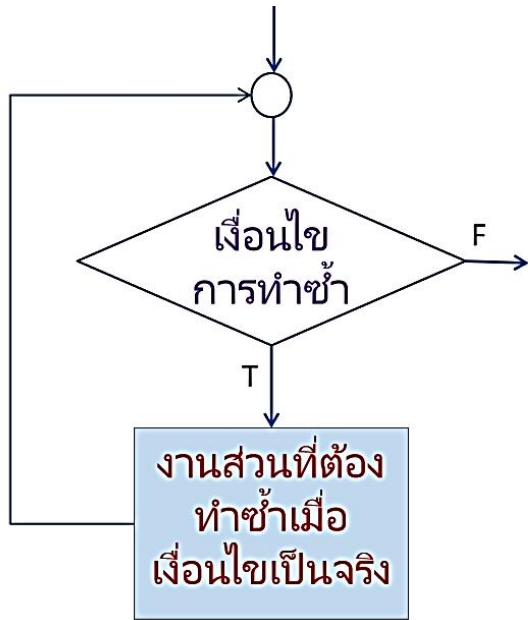 เงื่อนไข
การทำซ้ำ
F
T
งานส่วนที่ต้อง
ทำซ้ำเมื่อ
เงื่อนไขเป็นจริง